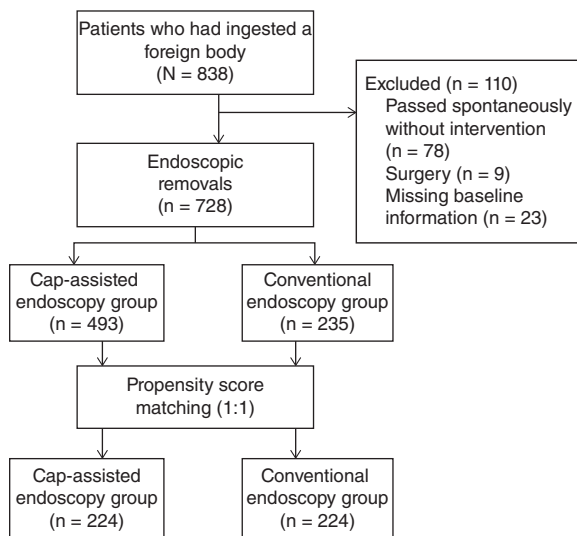 Patients who had ingested a
foreign body
(N = 838)
Excluded (n = 110)
Passed spontaneously
without intervention
(n = 78)
Surgery (n = 9)
Missing baseline
information (n = 23)
Endoscopic
removals
(n = 728)
Cap-assisted
endoscopy group
(n = 493)
Conventional
endoscopy group
(n = 235)
Propensity score
matching (1:1)
Cap-assisted
endoscopy group
(n = 224)
Conventional
endoscopy group
(n = 224)